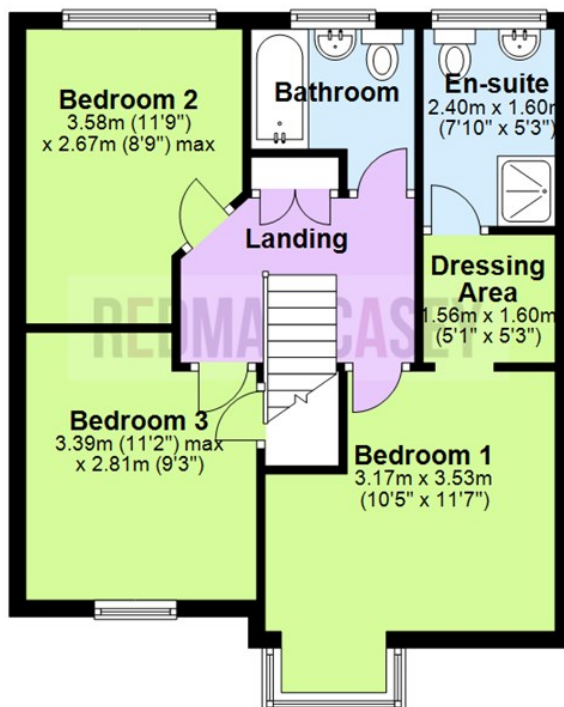 Bedroom 2
3.58m (11'9")
x 2.67m (8'9") max
Bathroom
En-suite
2.40m x 1.60m
(7'10" x 5'3")
Landing
Dressing
Area
1.56m x 1.60m
(5'1" x 5'3")
Bedroom 3
3.39m (11'2") max
x 2.81m (9'3")
Bedroom 1
3.17m x 3.53m
(10'5" x 11'7")
REDMAN CASEY